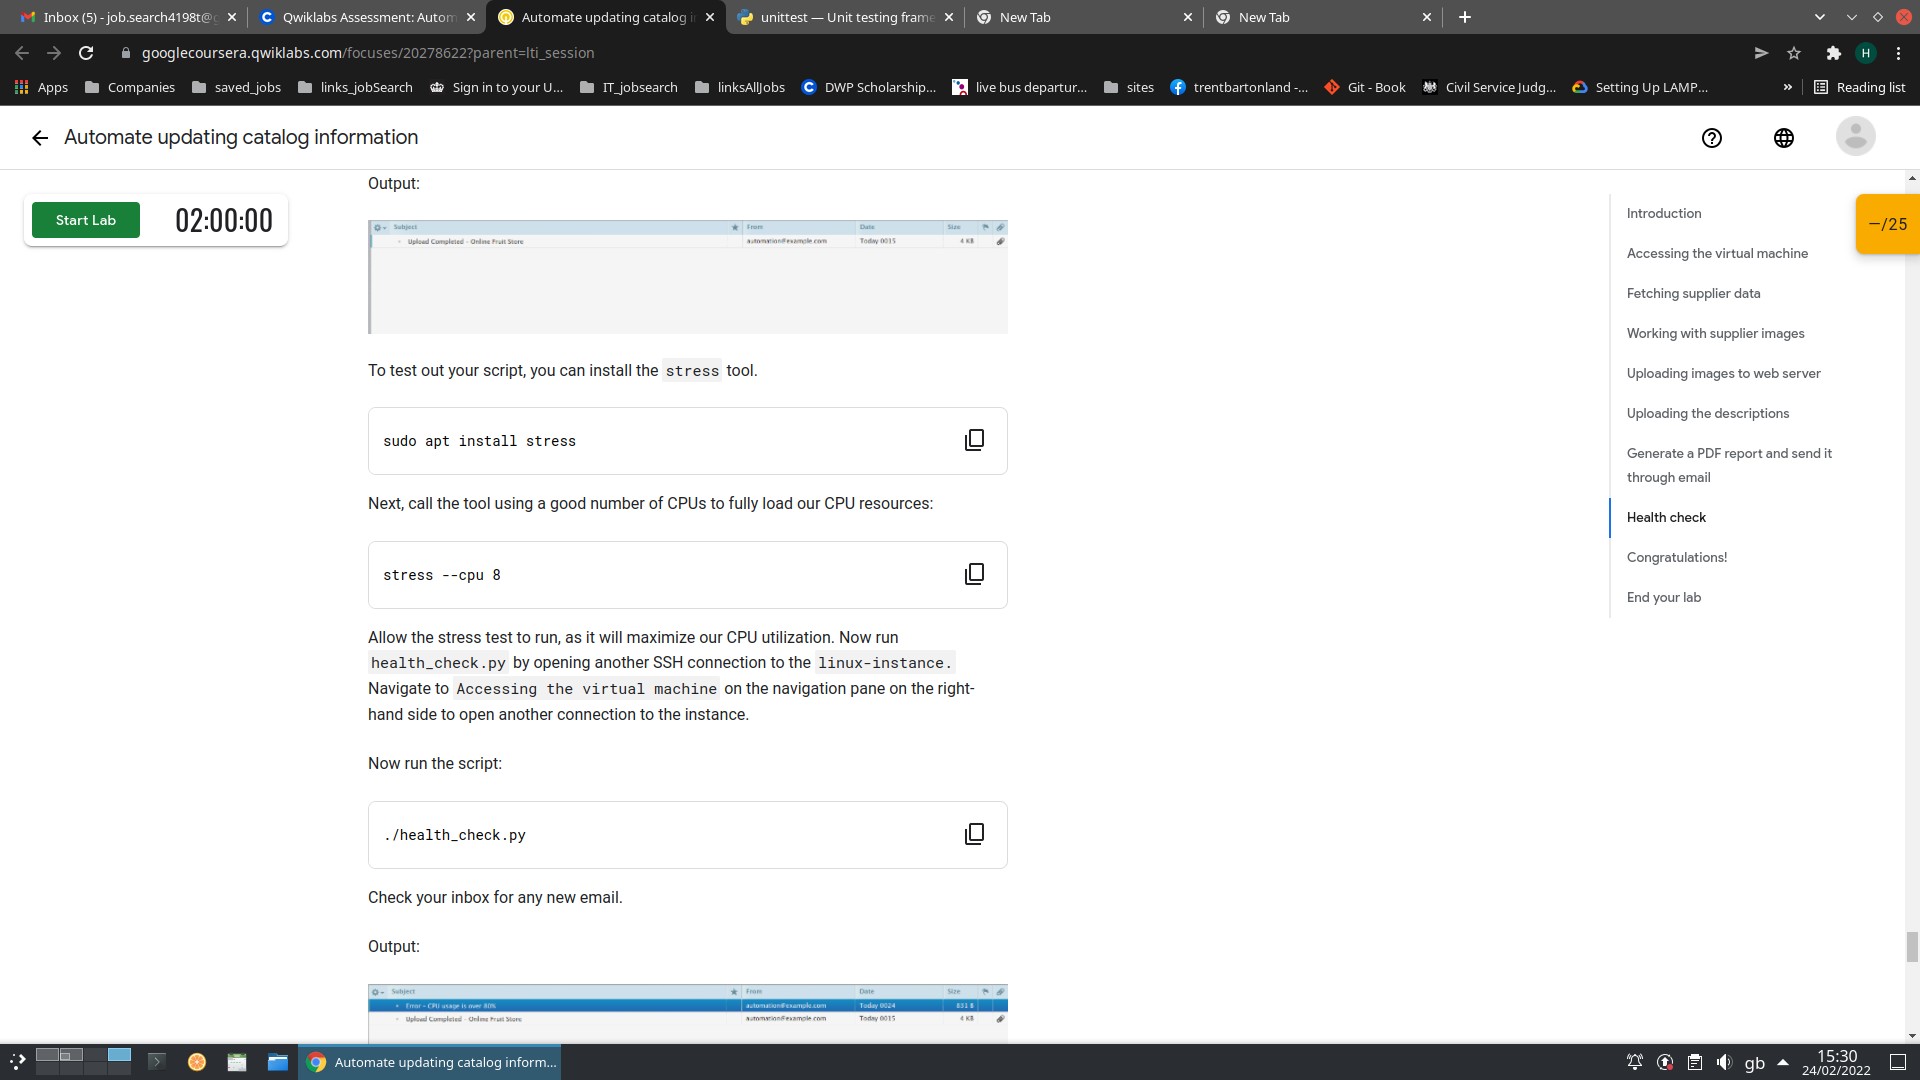 Inbox (5) - job.search4198t@g
Qwiklabs Assessment: Autom
Automate updating catalog i
unittest — Unit testing frame
New Tab
New Tab
googlecoursera.qwiklabs.com/focuses/20278622?parent=lti_session
H
Apps
Companies
saved_jobs
links_jobSearch
Sign in to your U...
IT_jobsearch
linksAllJobs
DWP Scholarship...
live bus departur...
sites
trentbartonland -...
Git - Book
Civil Service Judg...
Setting Up LAMP...
»
Reading list
Automate updating catalog information
Start Lab
02:00:00
Output:
Subject From Date Size
Upload Completed - Online Fruit Store automation@example.com Today 0015 4 KB
To test out your script, you can install the stress tool.
sudo apt install stress
Next, call the tool using a good number of CPUs to fully load our CPU resources:
stress --cpu 8
Allow the stress test to run, as it will maximize our CPU utilization. Now run
health_check.py by opening another SSH connection to the linux-instance.
Navigate to Accessing the virtual machine on the navigation pane on the right-
hand side to open another connection to the instance.
Now run the script:
./health_check.py
Check your inbox for any new email.
Output:
Subject From Date Size
Error - CPU usage is over 80% automation@example.com Today 0024 831 B
Upload Completed - Online Fruit Store automation@example.com Today 0015 4 KB
Introduction
Accessing the virtual machine
Fetching supplier data
Working with supplier images
Uploading images to web server
Uploading the descriptions
Generate a PDF report and send it
through email
Health check
Congratulations!
End your lab
—/25
Automate updating catalog inform...
gb
15:30
24/02/2022